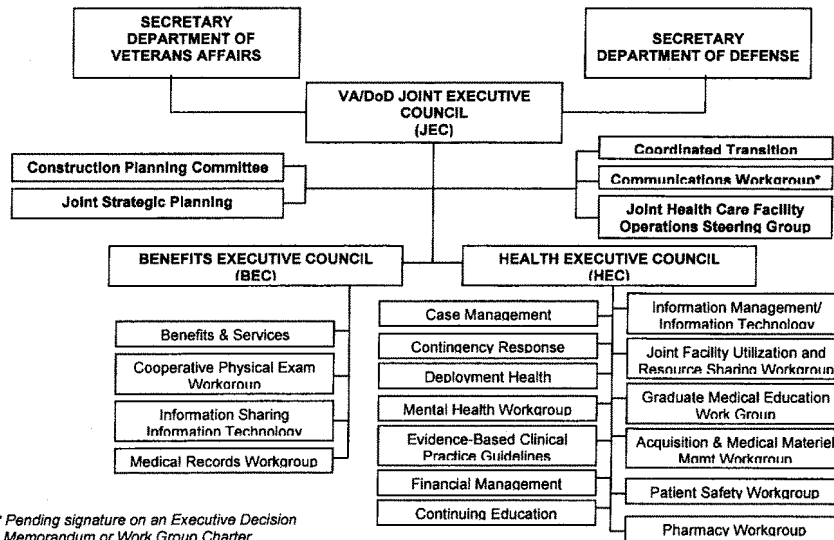 SECRETARY
DEPARTMENT OF
VETERANS AFFAIRS
SECRETARY
DEPARTMENT OF DEFENSE
VA/DoD JOINT EXECUTIVE
COUNCIL
(JEC)
Construction Planning Committee
Joint Strategic Planning
Coordinated Transition
Communications Workgroup*
Joint Health Care Facility
Operations Steering Group
BENEFITS EXECUTIVE COUNCIL
(BEC)
HEALTH EXECUTIVE COUNCIL
(HEC)
Benefits & Services
Cooperative Physical Exam
Workgroup
Information Sharing
Information Technology
Medical Records Workgroup
Case Management
Contingency Response
Deployment Health
Mental Health Workgroup
Evidence-Based Clinical
Practice Guidelines
Financial Management
Continuing Education
Information Management/
Information Technology
Joint Facility Utilization and
Resource Sharing Workgroup
Graduate Medical Education
Work Group
Acquisition & Medical Materiel
Mgmt Workgroup
Patient Safety Workgroup
Pharmacy Workgroup
* Pending signature on an Executive Decision
Memorandum or Work Group Charter